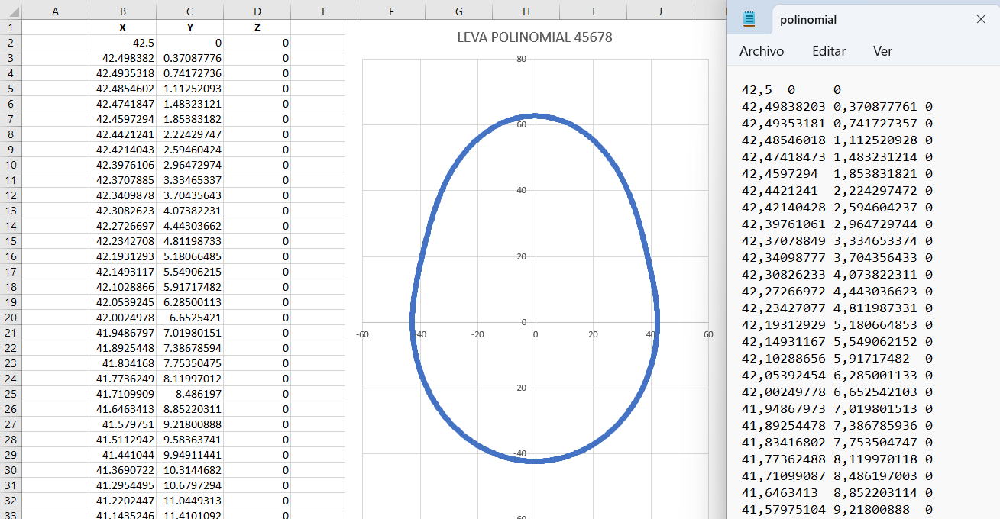 A B C D E F G H I J
1 X Y Z
2 42.5 0 0
3 42.498382 0.37087776 0
4 42.4935318 0.74172736 0
5 42.4854602 1.11252093 0
6 42.4741847 1.48323121 0
7 42.4597294 1.85383182 0
8 42.4421241 2.22429747 0
9 42.4214043 2.59460424 0
10 42.3976106 2.96472974 0
11 42.3707885 3.33465337 0
12 42.3409878 3.70435643 0
13 42.3082623 4.07382231 0
14 42.2726697 4.44303662 0
15 42.2342708 4.81198733 0
16 42.1931293 5.18066485 0
17 42.1493117 5.54906215 0
18 42.1028866 5.91717482 0
19 42.0539245 6.28500113 0
20 42.0024978 6.6525421 0
21 41.9486797 7.01980151 0
22 41.8925448 7.38678594 0
23 41.834168 7.75350475 0
24 41.7736249 8.11997012 0
25 41.7109909 8.486197 0
26 41.6463413 8.85220311 0
27 41.579751 9.21800888 0
28 41.5112942 9.58363741 0
29 41.441044 9.94911441 0
30 41.3690722 10.3144682 0
31 41.2954495 10.6797294 0
32 41.2202447 11.0449313 0
33 41.1435246 11.4101092 0
LEVA POLINOMIAL 45678
80
60
40
20
0
-60 -40 -20 0 20 40 60
-20
-40
-60
polinomial
Archivo Editar Ver
42,5 0 0
42,49838203 0,370877761 0
42,49353181 0,741727357 0
42,48546018 1,112520928 0
42,47418473 1,483231214 0
42,4597294 1,853831821 0
42,4421241 2,224297472 0
42,42140428 2,594604237 0
42,39761061 2,964729744 0
42,37078849 3,334653374 0
42,34098777 3,704356433 0
42,30826233 4,073822311 0
42,27266972 4,443036623 0
42,23427077 4,811987331 0
42,19312929 5,180664853 0
42,14931167 5,549062152 0
42,10288656 5,91717482 0
42,05392454 6,285001133 0
42,00249778 6,652542103 0
41,94867973 7,019801513 0
41,89254478 7,386785936 0
41,83416802 7,753504747 0
41,77362488 8,119970118 0
41,71099087 8,486197003 0
41,6463413 8,852203114 0
41,57975104 9,21800888 0